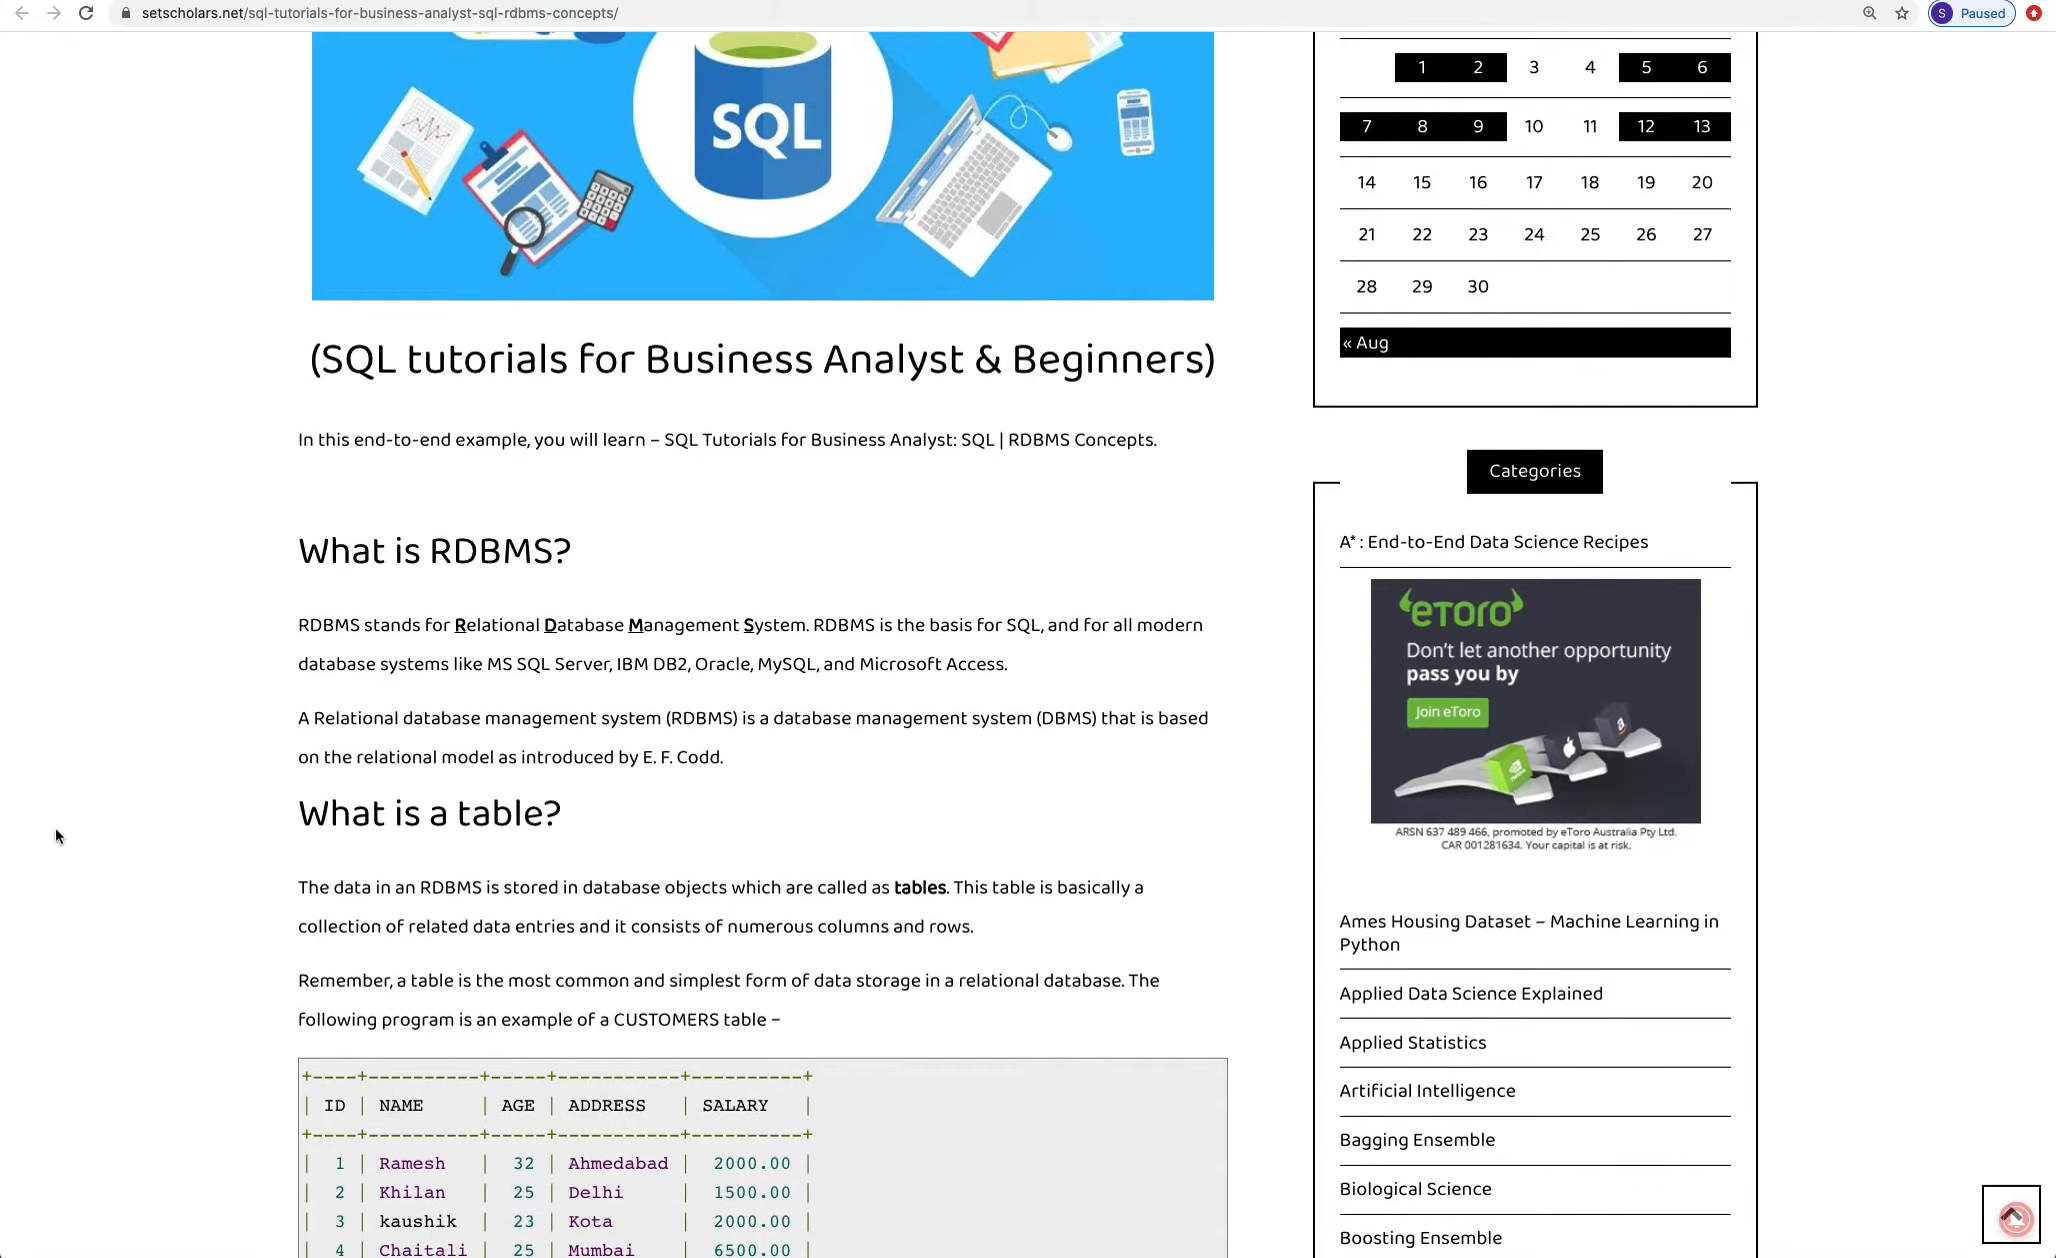 setscholars.net/sql-tutorials-for-business-analyst-sql-rdbms-concepts/
S Paused
SQL
(SQL tutorials for Business Analyst & Beginners)
In this end-to-end example, you will learn – SQL Tutorials for Business Analyst: SQL | RDBMS Concepts.
What is RDBMS?
RDBMS stands for Relational Database Management System. RDBMS is the basis for SQL, and for all modern
database systems like MS SQL Server, IBM DB2, Oracle, MySQL, and Microsoft Access.
A Relational database management system (RDBMS) is a database management system (DBMS) that is based
on the relational model as introduced by E. F. Codd.
What is a table?
The data in an RDBMS is stored in database objects which are called as tables. This table is basically a
collection of related data entries and it consists of numerous columns and rows.
Remember, a table is the most common and simplest form of data storage in a relational database. The
following program is an example of a CUSTOMERS table –
+----+----------+-----+-----------+----------+
| ID | NAME     | AGE | ADDRESS   | SALARY   |
+----+----------+-----+-----------+----------+
|  1 | Ramesh   |  32 | Ahmedabad |  2000.00 |
|  2 | Khilan   |  25 | Delhi     |  1500.00 |
|  3 | kaushik  |  23 | Kota      |  2000.00 |
|  4 | Chaitali |  25 | Mumbai    |  6500.00 |
1 2 3 4 5 6
7 8 9 10 11 12 13
14 15 16 17 18 19 20
21 22 23 24 25 26 27
28 29 30
« Aug
Categories
A* : End-to-End Data Science Recipes
eToro
Don't let another opportunity
pass you by
Join eToro
ARSN 637 489 466, promoted by eToro Australia Pty Ltd.
CAR 001281634. Your capital is at risk.
Ames Housing Dataset – Machine Learning in
Python
Applied Data Science Explained
Applied Statistics
Artificial Intelligence
Bagging Ensemble
Biological Science
Boosting Ensemble